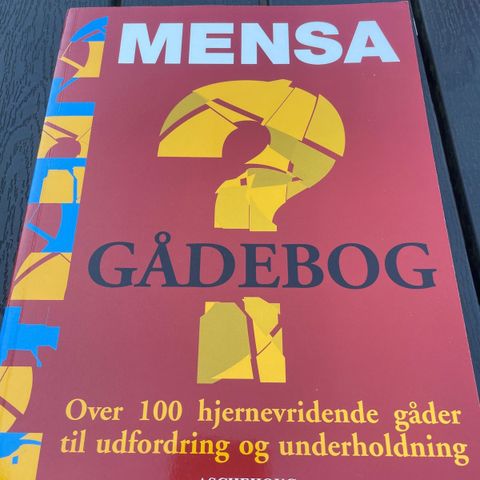 MENSA
GÅDEBOG
Over 100 hjernevridende gåder
til udfordring og underholdning